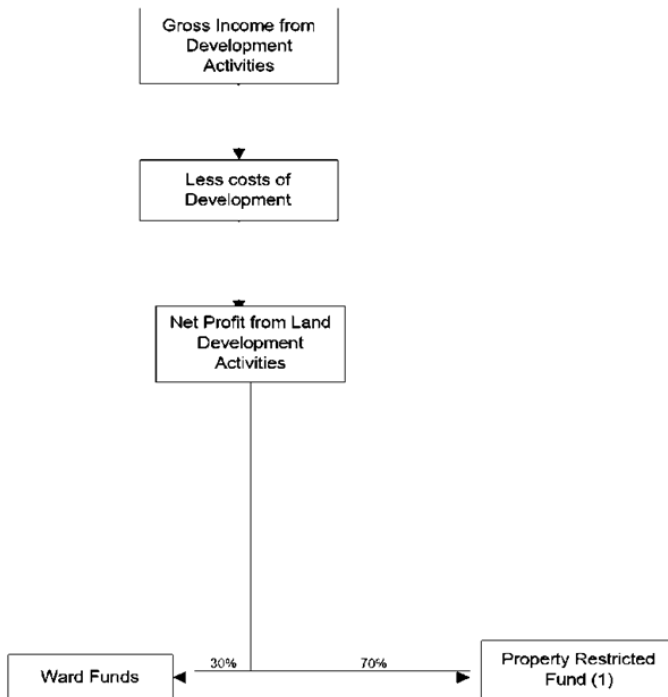 Gross Income from
Development
Activities
Less costs of
Development
Net Profit from Land
Development
Activities
30%
70%
Ward Funds
Property Restricted
Fund (1)